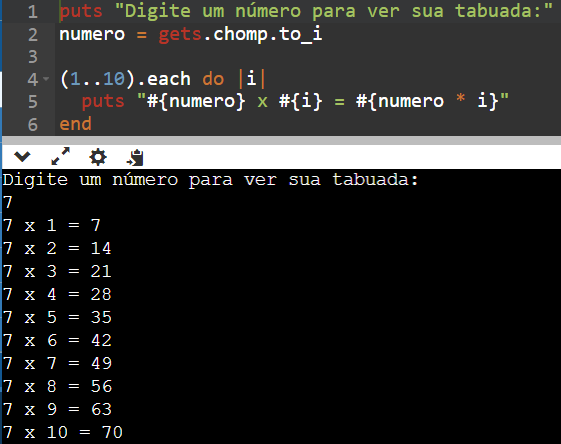 1 puts "Digite um número para ver sua tabuada:"
2 numero = gets.chomp.to_i
3
4 (1..10).each do |i|
5   puts "#{numero} x #{i} = #{numero * i}"
6 end
Digite um número para ver sua tabuada:
7
7 x 1 = 7
7 x 2 = 14
7 x 3 = 21
7 x 4 = 28
7 x 5 = 35
7 x 6 = 42
7 x 7 = 49
7 x 8 = 56
7 x 9 = 63
7 x 10 = 70